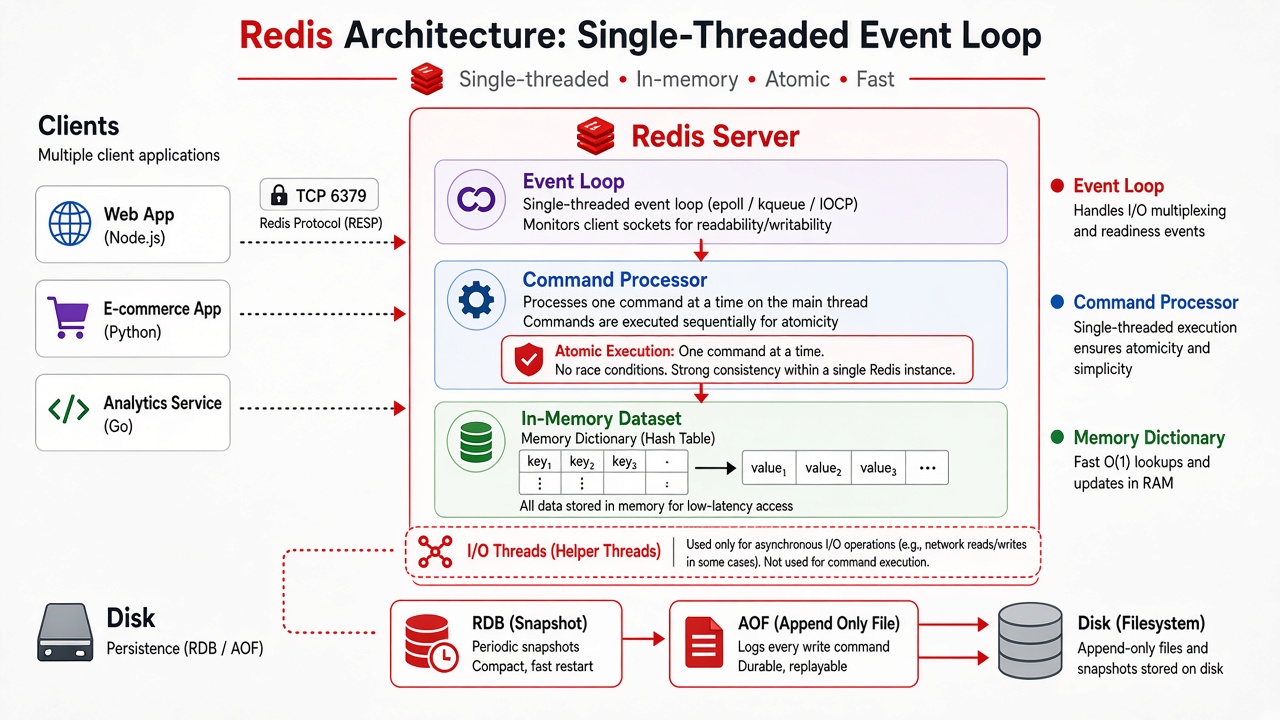 Redis Architecture: Single-Threaded Event Loop
Single-threaded • In-memory • Atomic • Fast
Clients
Multiple client applications
Web App
(Node.js)
E-commerce App
(Python)
Analytics Service
(Go)
TCP 6379
Redis Protocol (RESP)
Redis Server
Event Loop
Single-threaded event loop (epoll / kqueue / IOCP)
Monitors client sockets for readability/writability
Command Processor
Processes one command at a time on the main thread
Commands are executed sequentially for atomicity
Atomic Execution: One command at a time.
No race conditions. Strong consistency within a single Redis instance.
In-Memory Dataset
Memory Dictionary (Hash Table)
key₁ key₂ key₃ ·
⋮ ⋮ :
value₁ value₂ value₃ ···
All data stored in memory for low-latency access
I/O Threads (Helper Threads)
Used only for asynchronous I/O operations (e.g., network reads/writes
in some cases). Not used for command execution.
Event Loop
Handles I/O multiplexing
and readiness events
Command Processor
Single-threaded execution
ensures atomicity and
simplicity
Memory Dictionary
Fast O(1) lookups and
updates in RAM
Disk
Persistence (RDB / AOF)
RDB (Snapshot)
Periodic snapshots
Compact, fast restart
AOF (Append Only File)
Logs every write command
Durable, replayable
Disk (Filesystem)
Append-only files and
snapshots stored on disk